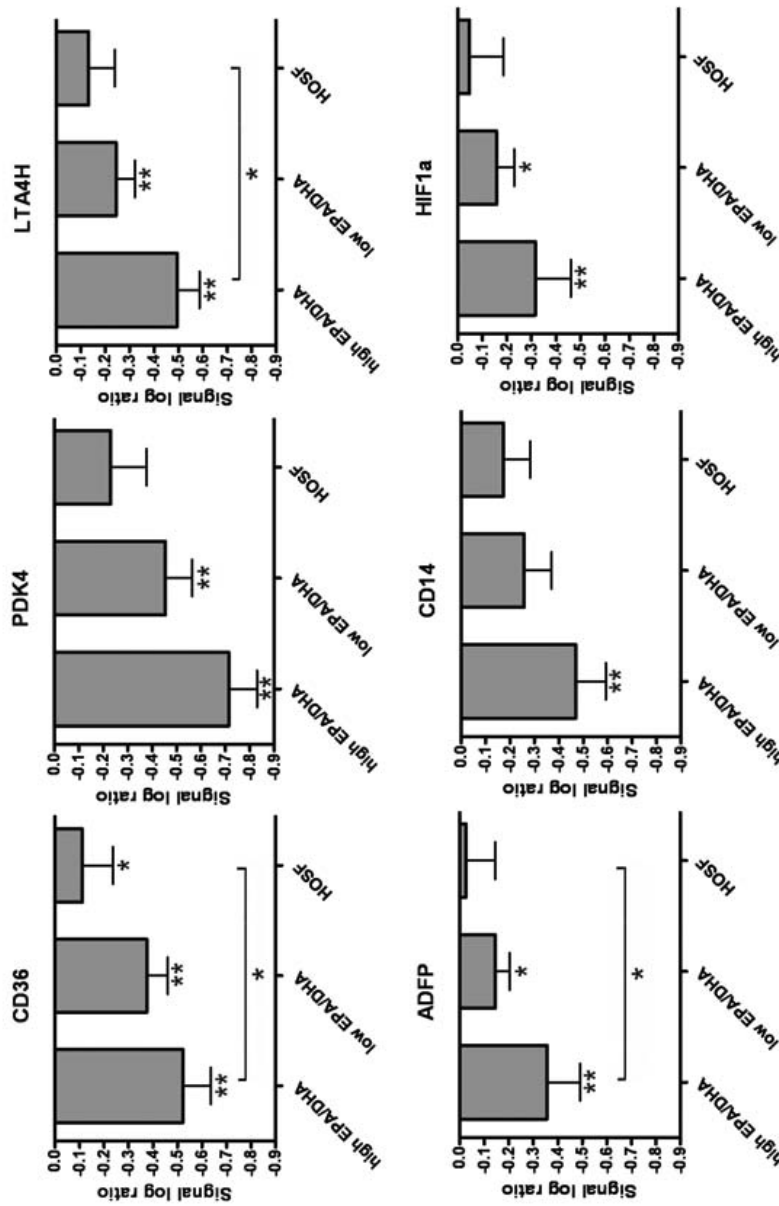 CD36
Signal log ratio
0.0
-0.1
-0.2
-0.3
-0.4
-0.5
-0.6
-0.7
-0.8
-0.9
**
**
*
*
high EPA/DHA
low EPA/DHA
HOSF
PDK4
Signal log ratio
0.0
-0.1
-0.2
-0.3
-0.4
-0.5
-0.6
-0.7
-0.8
-0.9
**
**
high EPA/DHA
low EPA/DHA
HOSF
LTA4H
Signal log ratio
0.0
-0.1
-0.2
-0.3
-0.4
-0.5
-0.6
-0.7
-0.8
-0.9
**
**
*
high EPA/DHA
low EPA/DHA
HOSF
ADFP
Signal log ratio
0.0
-0.1
-0.2
-0.3
-0.4
-0.5
-0.6
-0.7
-0.8
-0.9
**
*
*
high EPA/DHA
low EPA/DHA
HOSF
CD14
Signal log ratio
0.0
-0.1
-0.2
-0.3
-0.4
-0.5
-0.6
-0.7
-0.8
-0.9
**
high EPA/DHA
low EPA/DHA
HOSF
HIF1a
Signal log ratio
0.0
-0.1
-0.2
-0.3
-0.4
-0.5
-0.6
-0.7
-0.8
-0.9
**
*
high EPA/DHA
low EPA/DHA
HOSF